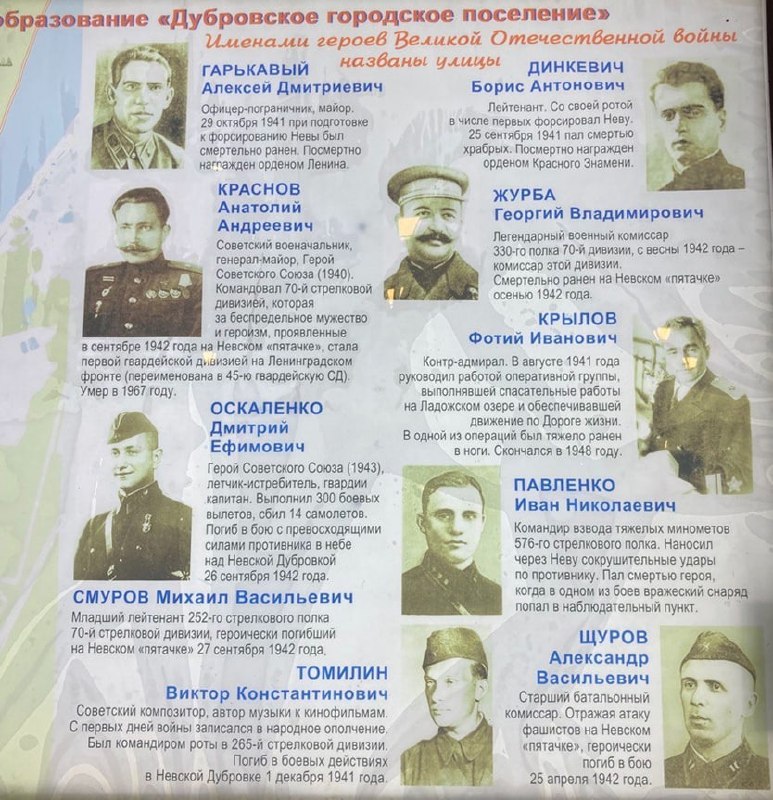 образование «Дубровское городское поселение»
Именами героев Великой Отечественной войны
названы улицы
ГАРЬКАВЫЙ
Алексей Дмитриевич
Офицер-пограничник, майор.
29 октября 1941 при подготовке
к форсированию Невы был
смертельно ранен. Посмертно
награжден орденом Ленина.
ДИНКЕВИЧ
Борис Антонович
Лейтенант. Со своей ротой
в числе первых форсировал Неву.
25 сентября 1941 пал смертью
храбрых. Посмертно награжден
орденом Красного Знамени.
КРАСНОВ
Анатолий
Андреевич
Советский военачальник,
генерал-майор, Герой
Советского Союза (1940).
Командовал 70-й стрелковой
дивизией, которая
за беспредельное мужество
и героизм, проявленные
в сентябре 1942 года на Невском «пятачке», стала
первой гвардейской дивизией на Ленинградском
фронте (переименована в 45-ю гвардейскую СД).
Умер в 1967 году.
ЖУРБА
Георгий Владимирович
Легендарный военный комиссар
330-го полка 70-й дивизии, с весны 1942 года –
комиссар этой дивизии.
Смертельно ранен на Невском «пятачке»
осенью 1942 года.
КРЫЛОВ
Фотий Иванович
Контр-адмирал. В августе 1941 года
руководил работой оперативной группы,
выполнявшей спасательные работы
на Ладожском озере и обеспечивавшей
движение по Дороге жизни.
В одной из операций был тяжело ранен
в ноги. Скончался в 1948 году.
ОСКАЛЕНКО
Дмитрий
Ефимович
Герой Советского Союза (1943),
летчик-истребитель, гвардии
капитан. Выполнил 300 боевых
вылетов, сбил 14 самолетов.
Погиб в бою с превосходящими
силами противника в небе
над Невской Дубровкой
26 сентября 1942 года.
ПАВЛЕНКО
Иван Николаевич
Командир взвода тяжелых минометов
576-го стрелкового полка. Наносил
через Неву сокрушительные удары
по противнику. Пал смертью героя,
когда в одном из боев вражеский снаряд
попал в наблюдательный пункт.
СМУРОВ Михаил Васильевич
Младший лейтенант 252-го стрелкового полка
70-й стрелковой дивизии, героически погибший
на Невском «пятачке» 27 сентября 1942 года.
ТОМИЛИН
Виктор Константинович
Советский композитор, автор музыки к кинофильмам.
С первых дней войны записался в народное ополчение.
Был командиром роты в 265-й стрелковой дивизии.
Погиб в боевых действиях
в Невской Дубровке 1 декабря 1941 года.
ЩУРОВ
Александр
Васильевич
Старший батальонный
комиссар. Отражая атаку
фашистов на Невском
«пятачке», героически
погиб в бою
25 апреля 1942 года.